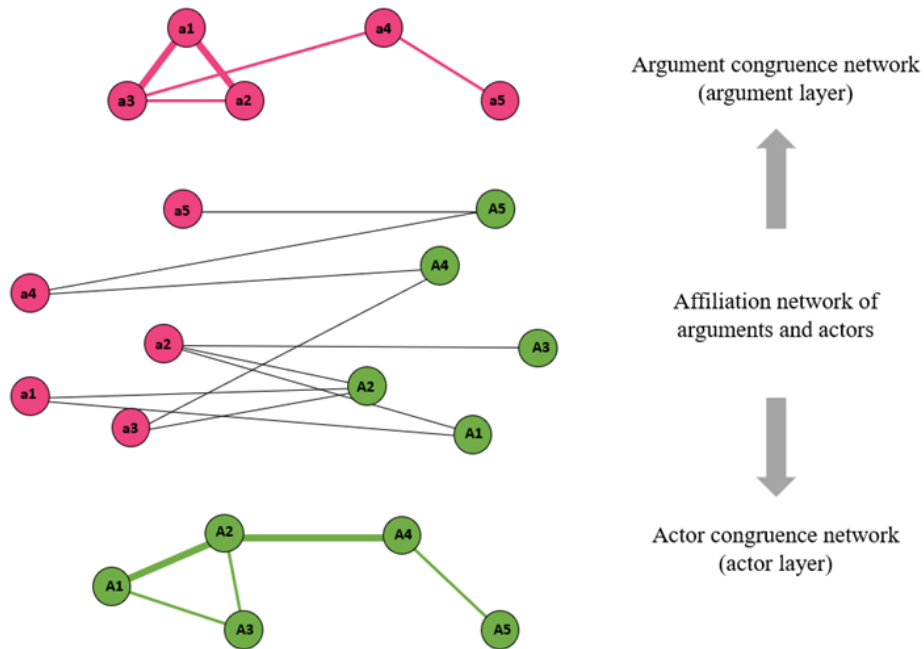 a1
a4
a3
a2
a5
Argument congruence network
(argument layer)
a5
A5
A4
a4
Affiliation network of
arguments and actors
a2
A3
A2
a1
a3
A1
A2
A4
A1
A3
A5
Actor congruence network
(actor layer)